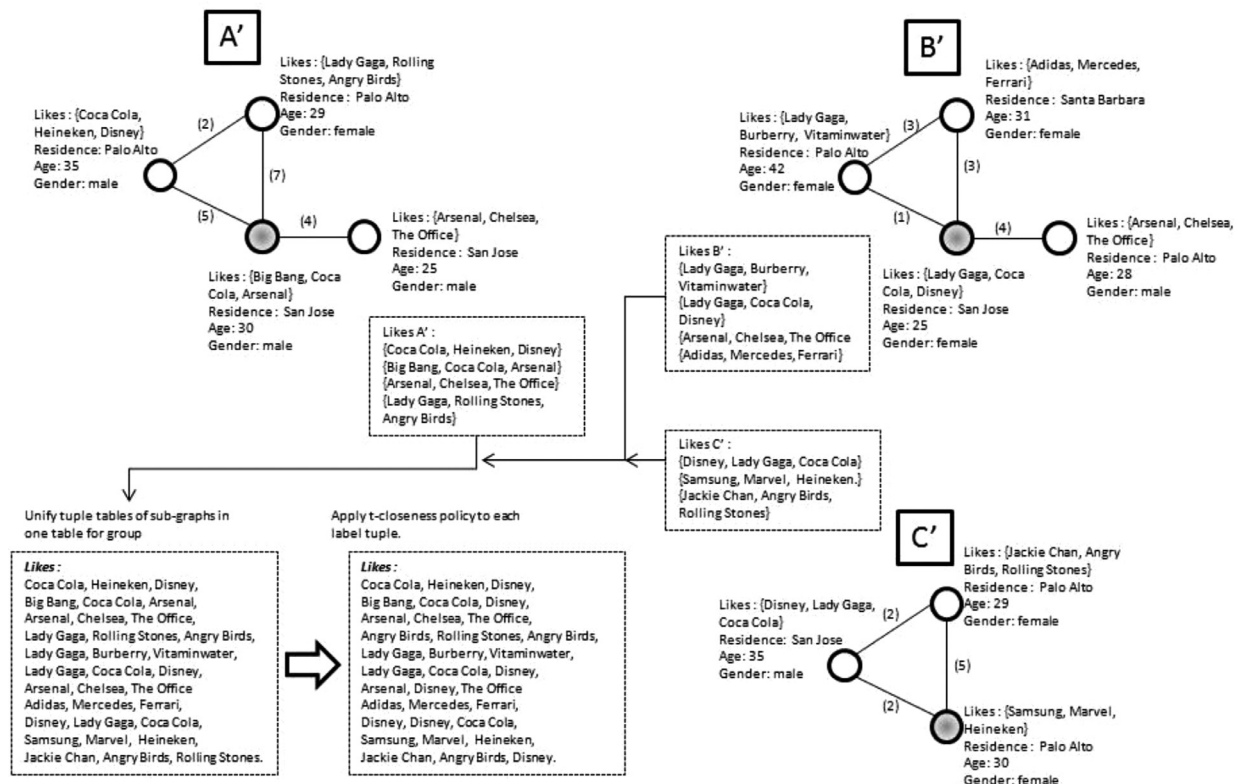 A'
Likes : {Lady Gaga, Rolling
Stones, Angry Birds}
Residence : Palo Alto
Age: 29
Gender: female
Likes : {Coca Cola,
Heineken, Disney}
Residence: Palo Alto
Age: 35
Gender: male
(2)
(7)
(5)
(4)
Likes : {Arsenal, Chelsea,
The Office}
Residence : San Jose
Age: 25
Gender: male
Likes : {Big Bang, Coca
Cola, Arsenal}
Residence : San Jose
Age: 30
Gender: male
B'
Likes : {Adidas, Mercedes,
Ferrari}
Residence : Santa Barbara
Age: 31
Gender: female
Likes : {Lady Gaga,
Burberry, Vitaminwater}
Residence : Palo Alto
Age: 42
Gender: female
(3)
(3)
(1)
(4)
Likes : {Arsenal, Chelsea,
The Office}
Residence : Palo Alto
Age: 28
Gender: male
Likes : {Lady Gaga, Coca
Cola, Disney}
Residence : San Jose
Age: 25
Gender: female
Likes B' :
{Lady Gaga, Burberry,
Vitaminwater}
{Lady Gaga, Coca Cola,
Disney}
{Arsenal, Chelsea, The Office
{Adidas, Mercedes, Ferrari}
Likes A' :
{Coca Cola, Heineken, Disney}
{Big Bang, Coca Cola, Arsenal}
{Arsenal, Chelsea, The Office}
{Lady Gaga, Rolling Stones,
Angry Birds}
Likes C' :
{Disney, Lady Gaga, Coca Cola}
{Samsung, Marvel, Heineken.}
{Jackie Chan, Angry Birds,
Rolling Stones}
Unify tuple tables of sub-graphs in
one table for group
Likes :
Coca Cola, Heineken, Disney,
Big Bang, Coca Cola, Arsenal,
Arsenal, Chelsea, The Office,
Lady Gaga, Rolling Stones, Angry Birds,
Lady Gaga, Burberry, Vitaminwater,
Lady Gaga, Coca Cola, Disney,
Arsenal, Chelsea, The Office
Adidas, Mercedes, Ferrari,
Disney, Lady Gaga, Coca Cola,
Samsung, Marvel, Heineken,
Jackie Chan, Angry Birds, Rolling Stones.
Apply t-closeness policy to each
label tuple.
Likes :
Coca Cola, Heineken, Disney,
Big Bang, Coca Cola, Disney,
Arsenal, Chelsea, The Office,
Angry Birds, Rolling Stones, Angry Birds,
Lady Gaga, Burberry, Vitaminwater,
Lady Gaga, Coca Cola, Disney,
Arsenal, Disney, The Office
Adidas, Mercedes, Ferrari,
Disney, Disney, Coca Cola,
Samsung, Marvel, Heineken,
Jackie Chan, Angry Birds, Disney.
C'
Likes : {Jackie Chan, Angry
Birds, Rolling Stones}
Residence : Palo Alto
Age: 29
Gender: female
Likes : {Disney, Lady Gaga,
Coca Cola}
Residence : San Jose
Age: 35
Gender: male
(2)
(5)
(2)
Likes : {Samsung, Marvel,
Heineken}
Residence : Palo Alto
Age: 30
Gender: female